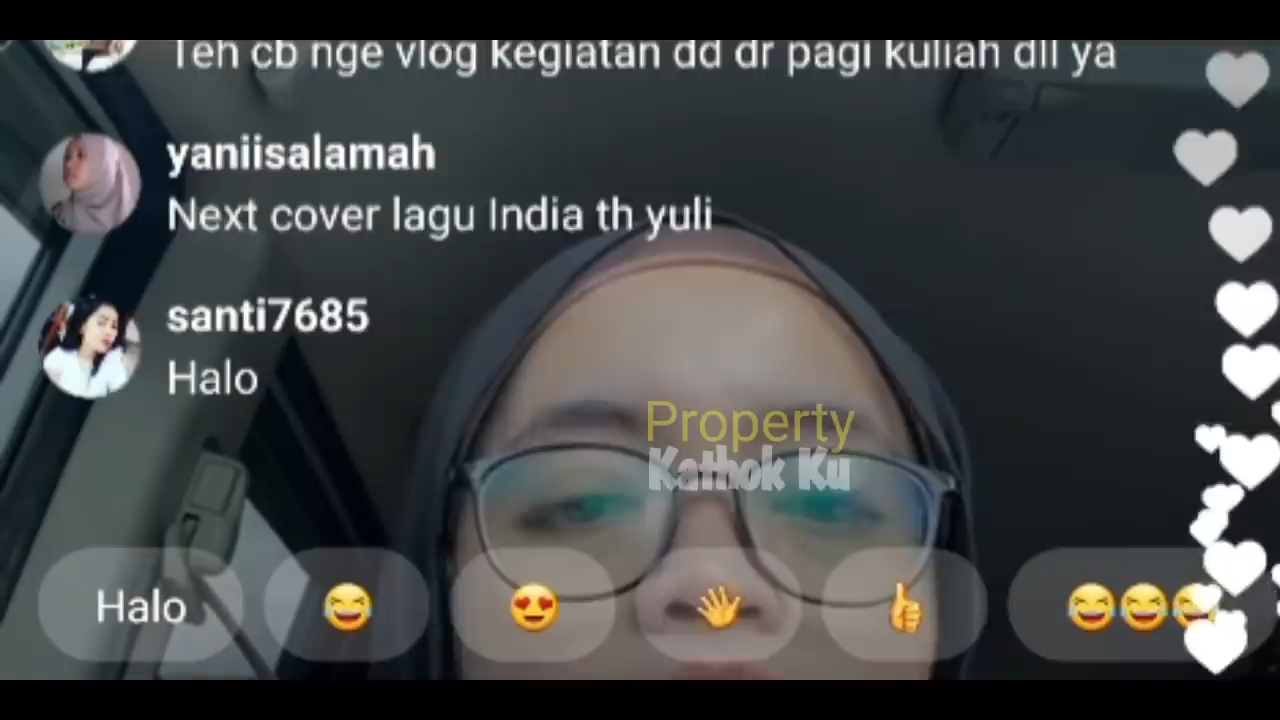 Teh cb nge vlog kegiatan dd dr pagi kuliah dll ya
yaniisalamah
Next cover lagu India th yuli
santi7685
Halo
Property
Kathok Ku
Halo